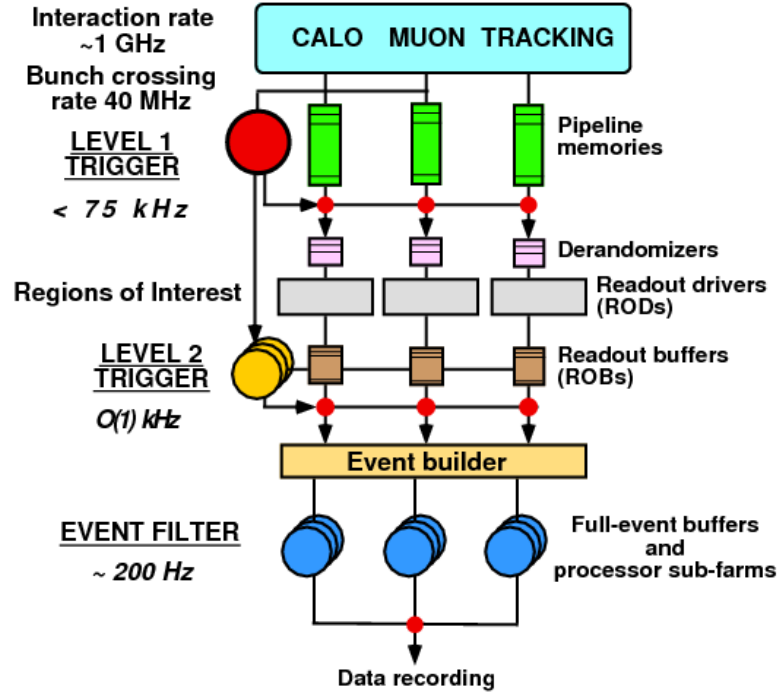 Interaction rate
~1 GHz
CALO MUON TRACKING
Bunch crossing
rate 40 MHz
LEVEL 1
TRIGGER
< 75 kHz
Pipeline
memories
Derandomizers
Regions of Interest
Readout drivers
(RODs)
LEVEL 2
TRIGGER
O(1) kHz
Readout buffers
(ROBs)
Event builder
EVENT FILTER
~ 200 Hz
Full-event buffers
and
processor sub-farms
Data recording